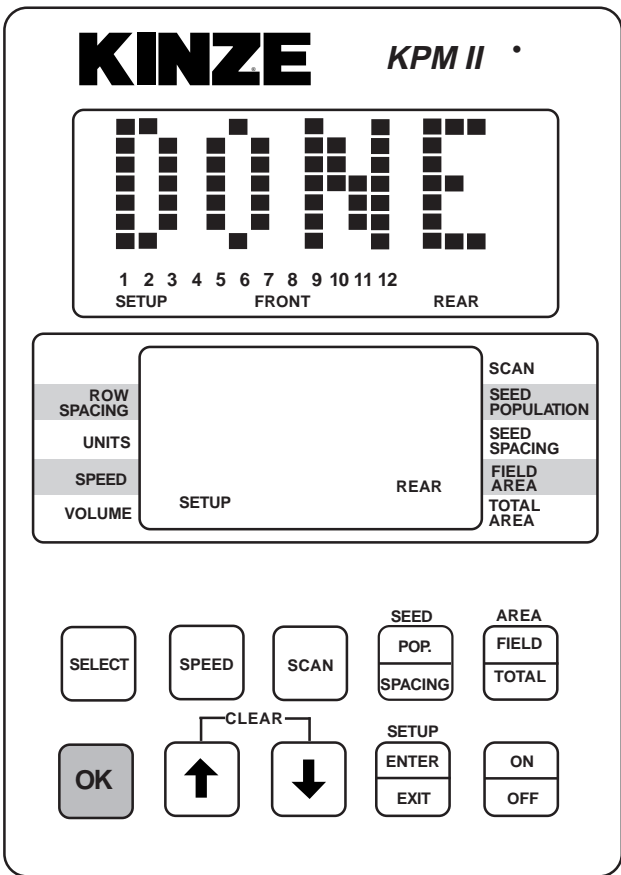 KINZE ® KPM II
DONE
1 2 3 4 5 6 7 8 9 10 11 12
SETUP FRONT REAR
SCAN
ROW
SPACING
SEED
POPULATION
UNITS
SEED
SPACING
SPEED
FIELD
AREA
SETUP REAR
VOLUME
TOTAL
AREA
SEED AREA
SELECT SPEED SCAN POP. FIELD
SPACING TOTAL
CLEAR
SETUP
OK ENTER ON
EXIT OFF